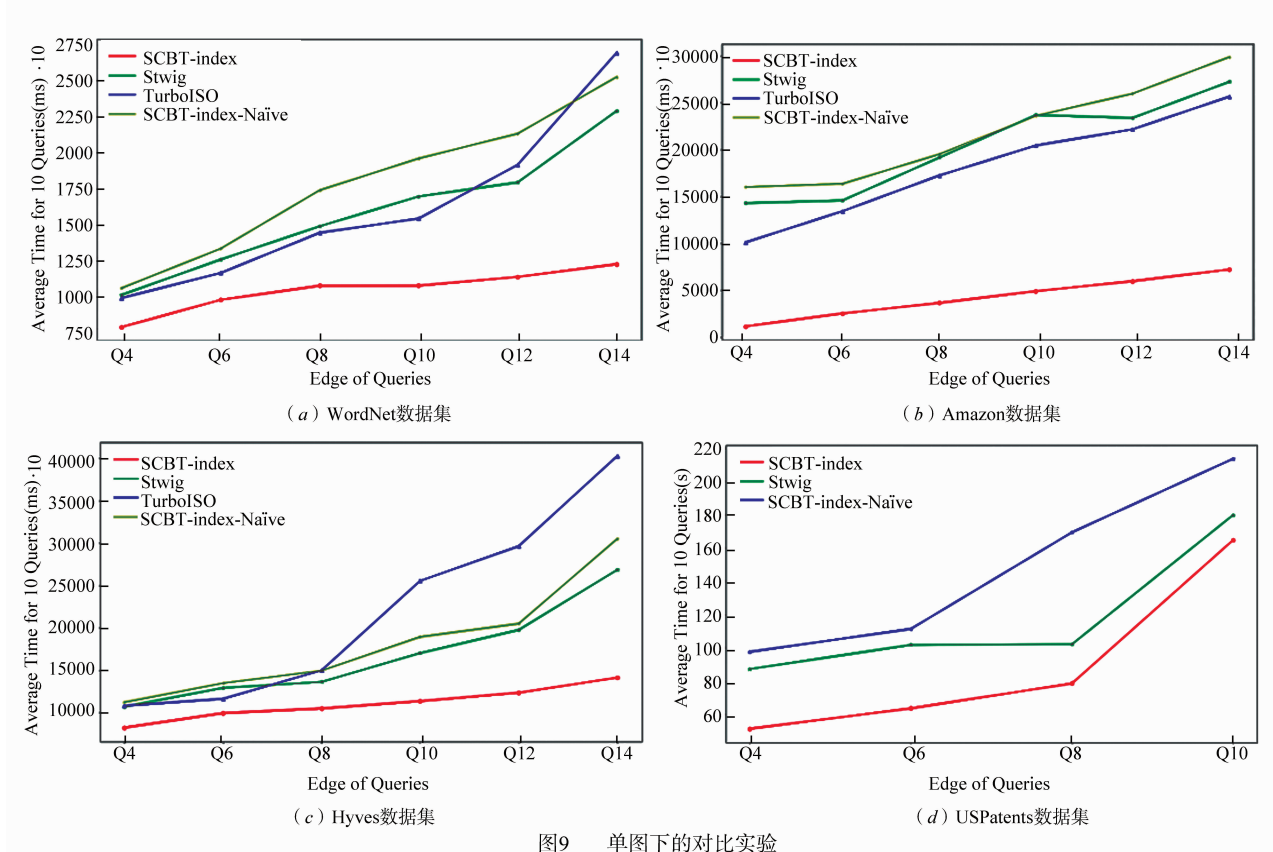 Average Time for 10 Queries(ms) ·10
2750
2500
2250
2000
1750
1500
1250
1000
750
SCBT-index
Stwig
TurboISO
SCBT-index-Naïve
Q4 Q6 Q8 Q10 Q12 Q14
Edge of Queries
(a) WordNet数据集
Average Time for 10 Queries(ms) ·10
30000
25000
20000
15000
10000
5000
0
SCBT-index
Stwig
TurboISO
SCBT-index-Naïve
Q4 Q6 Q8 Q10 Q12 Q14
Edge of Queries
(b) Amazon数据集
Average Time for 10 Queries(ms) ·10
40000
35000
30000
25000
20000
15000
10000
SCBT-index
Stwig
TurboISO
SCBT-index-Naïve
Q4 Q6 Q8 Q10 Q12 Q14
Edge of Queries
(c) Hyves数据集
Average Time for 10 Queries(s)
220
200
180
160
140
120
100
80
60
SCBT-index
Stwig
SCBT-index-Naïve
Q4 Q6 Q8 Q10
Edge of Queries
(d) USPatents数据集
图9 单图下的对比实验